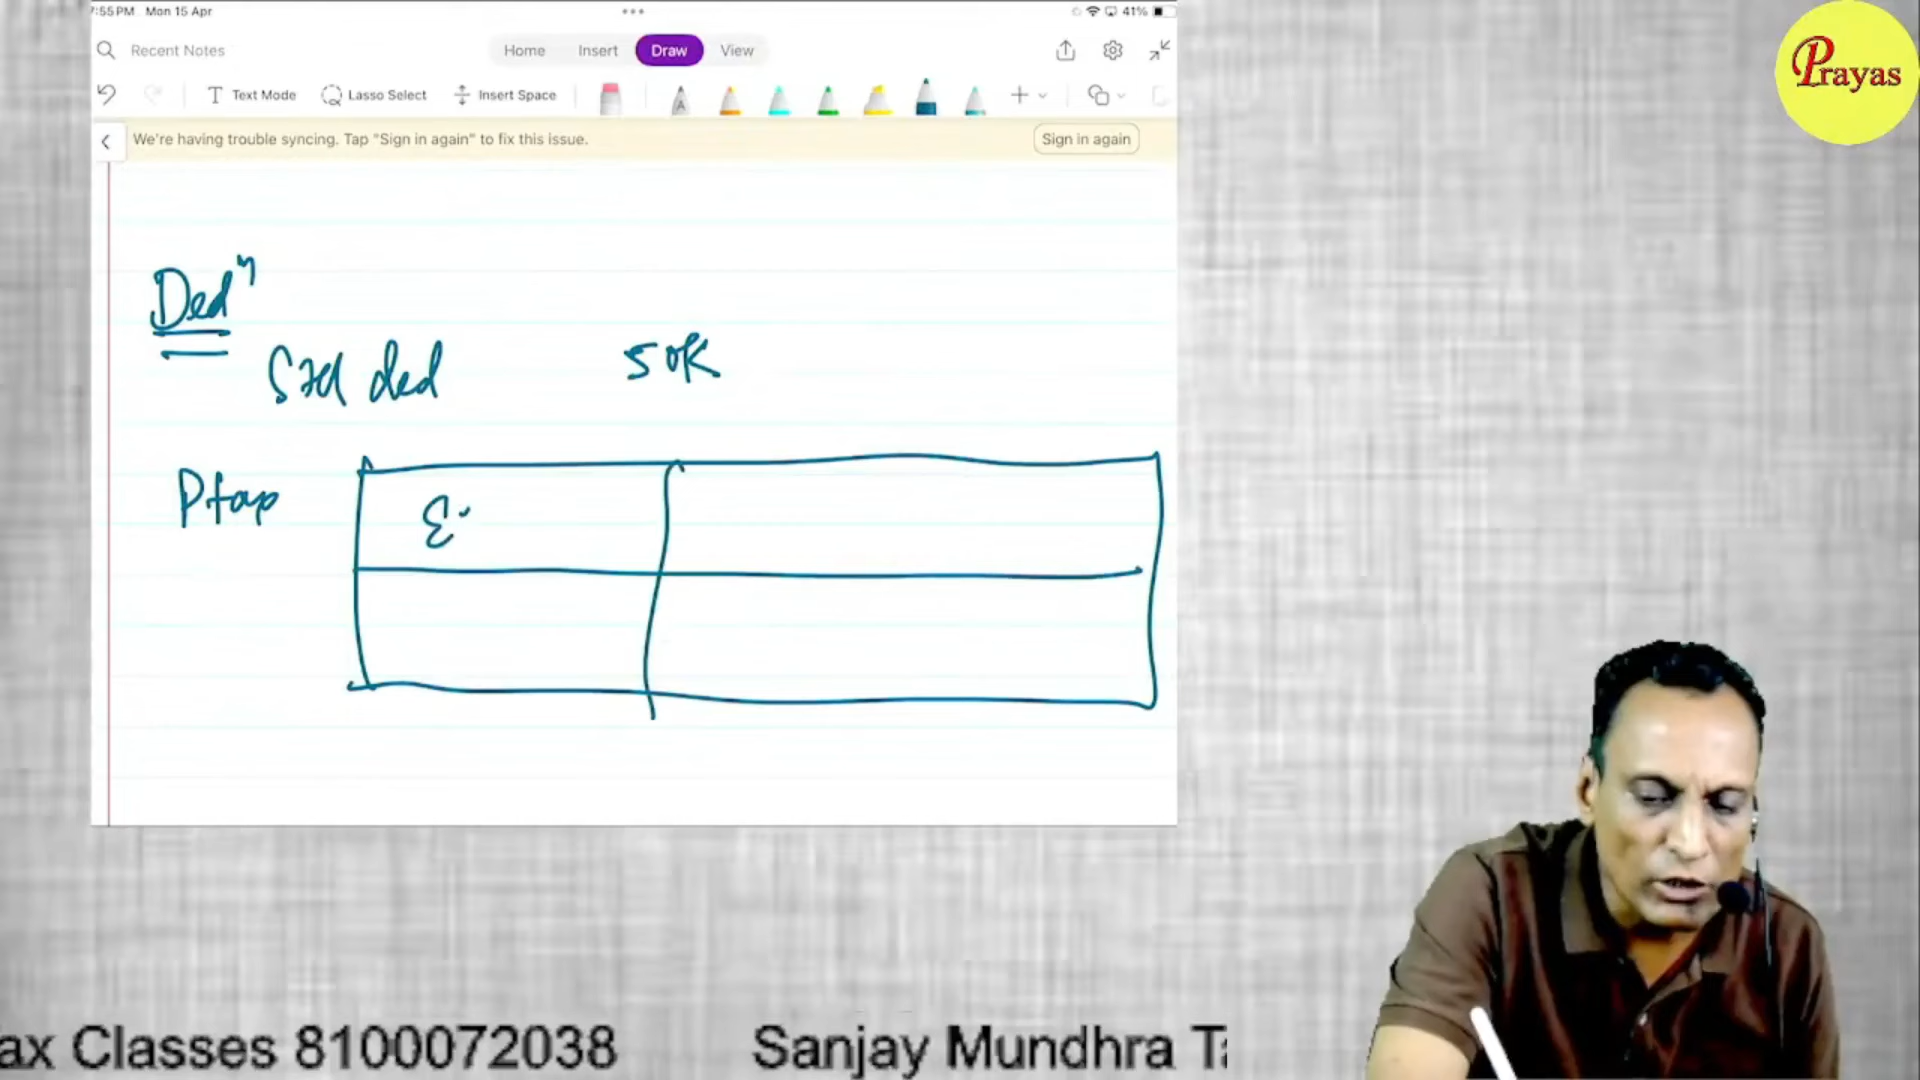 7:55 PM Mon 15 Apr
41%
Recent Notes
Home Insert Draw View
Text Mode Lasso Select Insert Space
We're having trouble syncing. Tap "Sign in again" to fix this issue.
Sign in again
Prayas
Dedn
Std ded 50K
P tax
ax Classes 8100072038 Sanjay Mundhra Ta